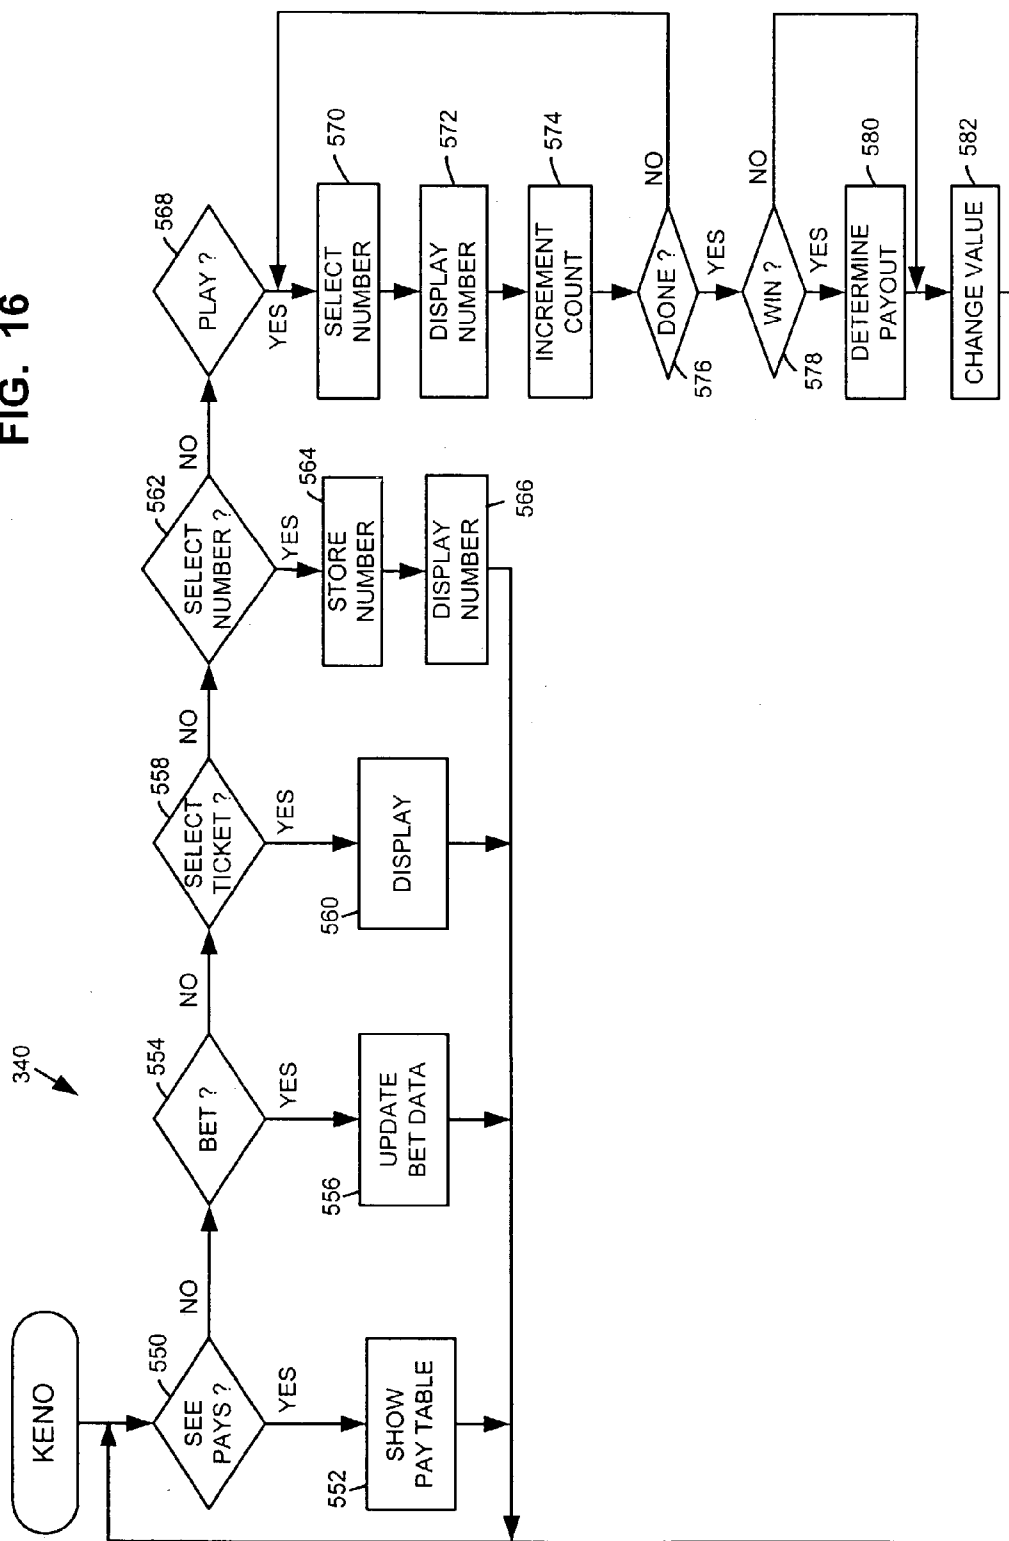 FIG. 16
340
KENO
550
SEE
PAYS ?
NO
YES
552
SHOW
PAY TABLE
554
BET ?
NO
YES
556
UPDATE
BET DATA
558
SELECT
TICKET ?
NO
YES
560
DISPLAY
562
SELECT
NUMBER ?
NO
YES
564
STORE
NUMBER
566
DISPLAY
NUMBER
568
PLAY ?
YES
570
SELECT
NUMBER
572
DISPLAY
NUMBER
574
INCREMENT
COUNT
576
DONE ?
NO
YES
578
WIN ?
NO
YES
580
DETERMINE
PAYOUT
582
CHANGE VALUE